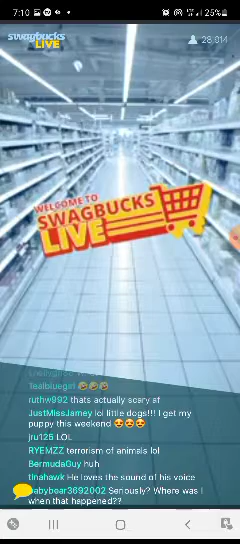 7:10
25%
swagbucks
LIVE
28,914
WELCOME TO
SWAGBUCKS
LIVE
Tealbluegirl 🤣🤣🤣
ruthw992 thats actually scary af
JustMissJamey lol little dogs!!! I get my
puppy this weekend 😍😍😍
jru125 LOL
RYEMZZ terrorism of animals lol
BermudaGuy huh
tinahawk He loves the sound of his voice
babybear3692002 Seriously? Where was I
when that happened??